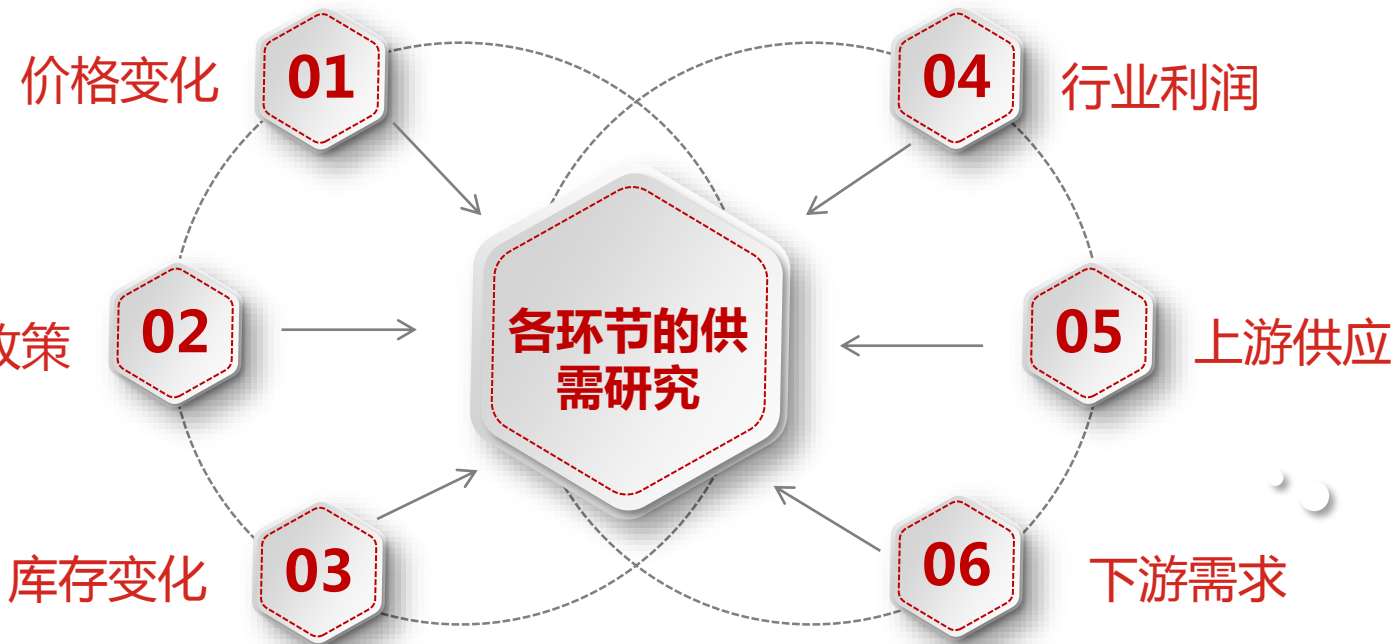 价格变化
01
04
行业利润
政策
02
各环节的供
需研究
05
上游供应
库存变化
03
06
下游需求